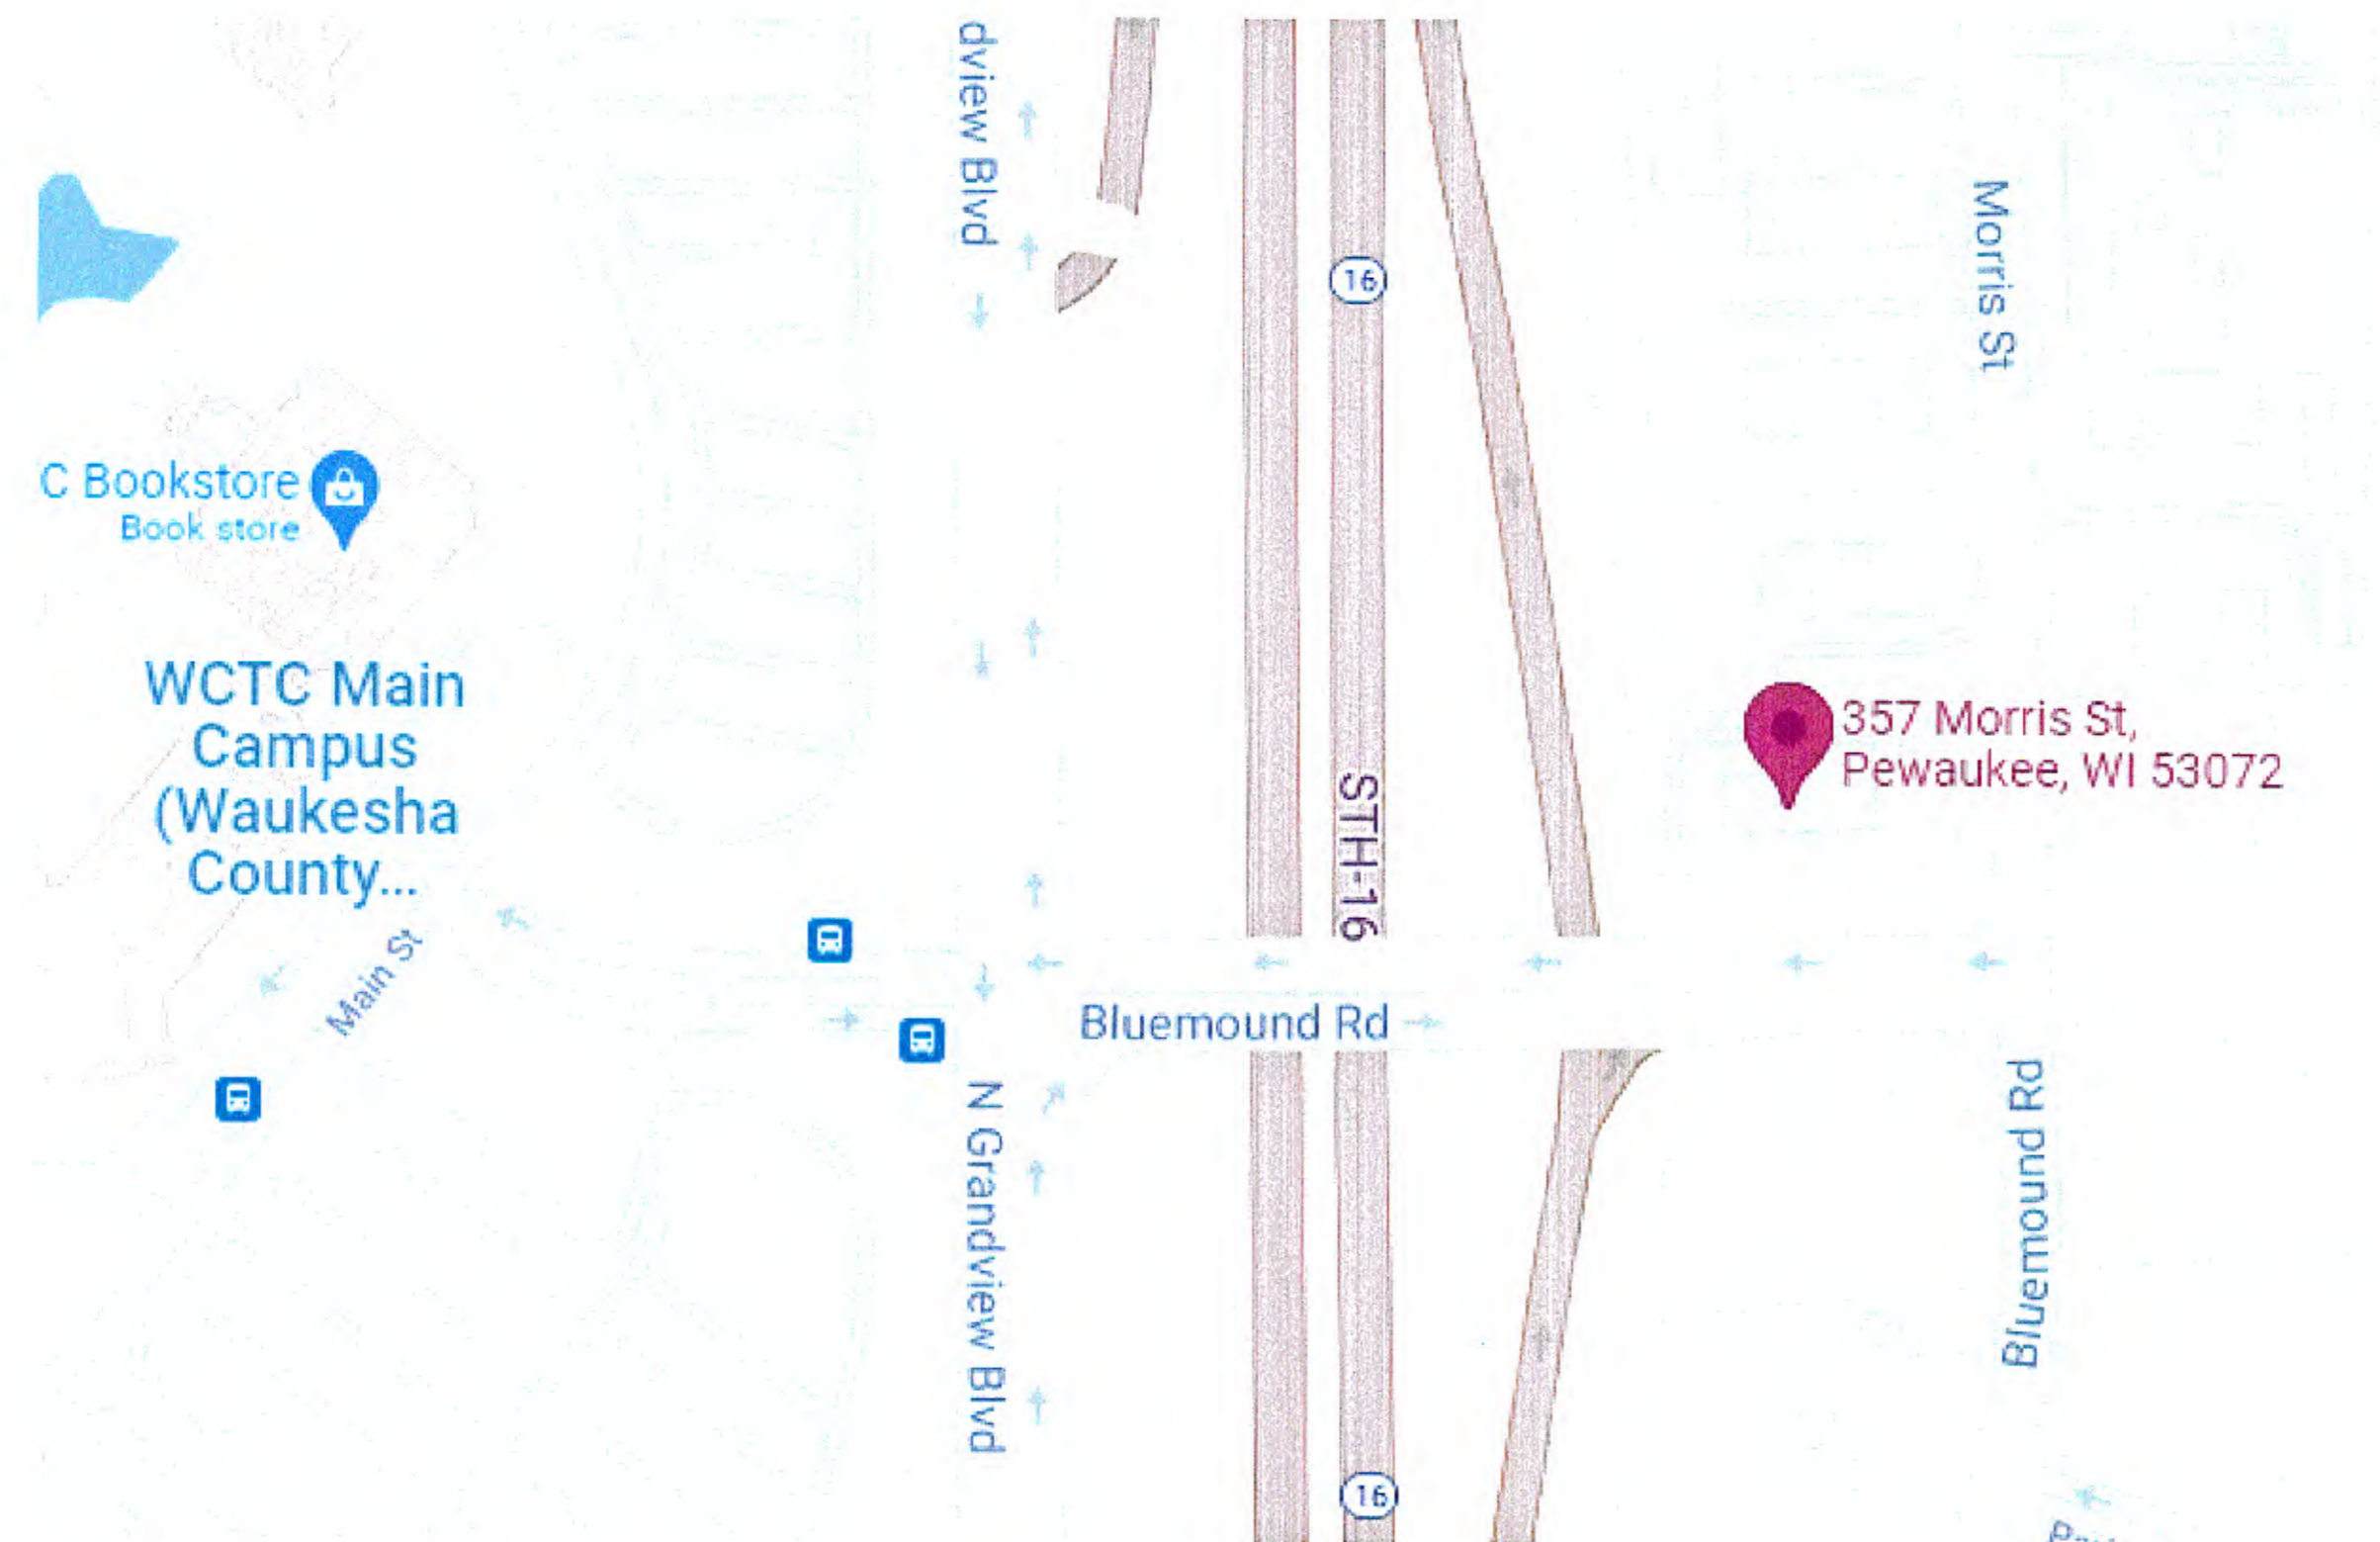 dview Blvd
16
Morris St
C Bookstore
Book store
WCTC Main
Campus
(Waukesha
County...
357 Morris St,
Pewaukee, WI 53072
STH-16
Main St
Bluemound Rd
N Grandview Blvd
Bluemound Rd
16